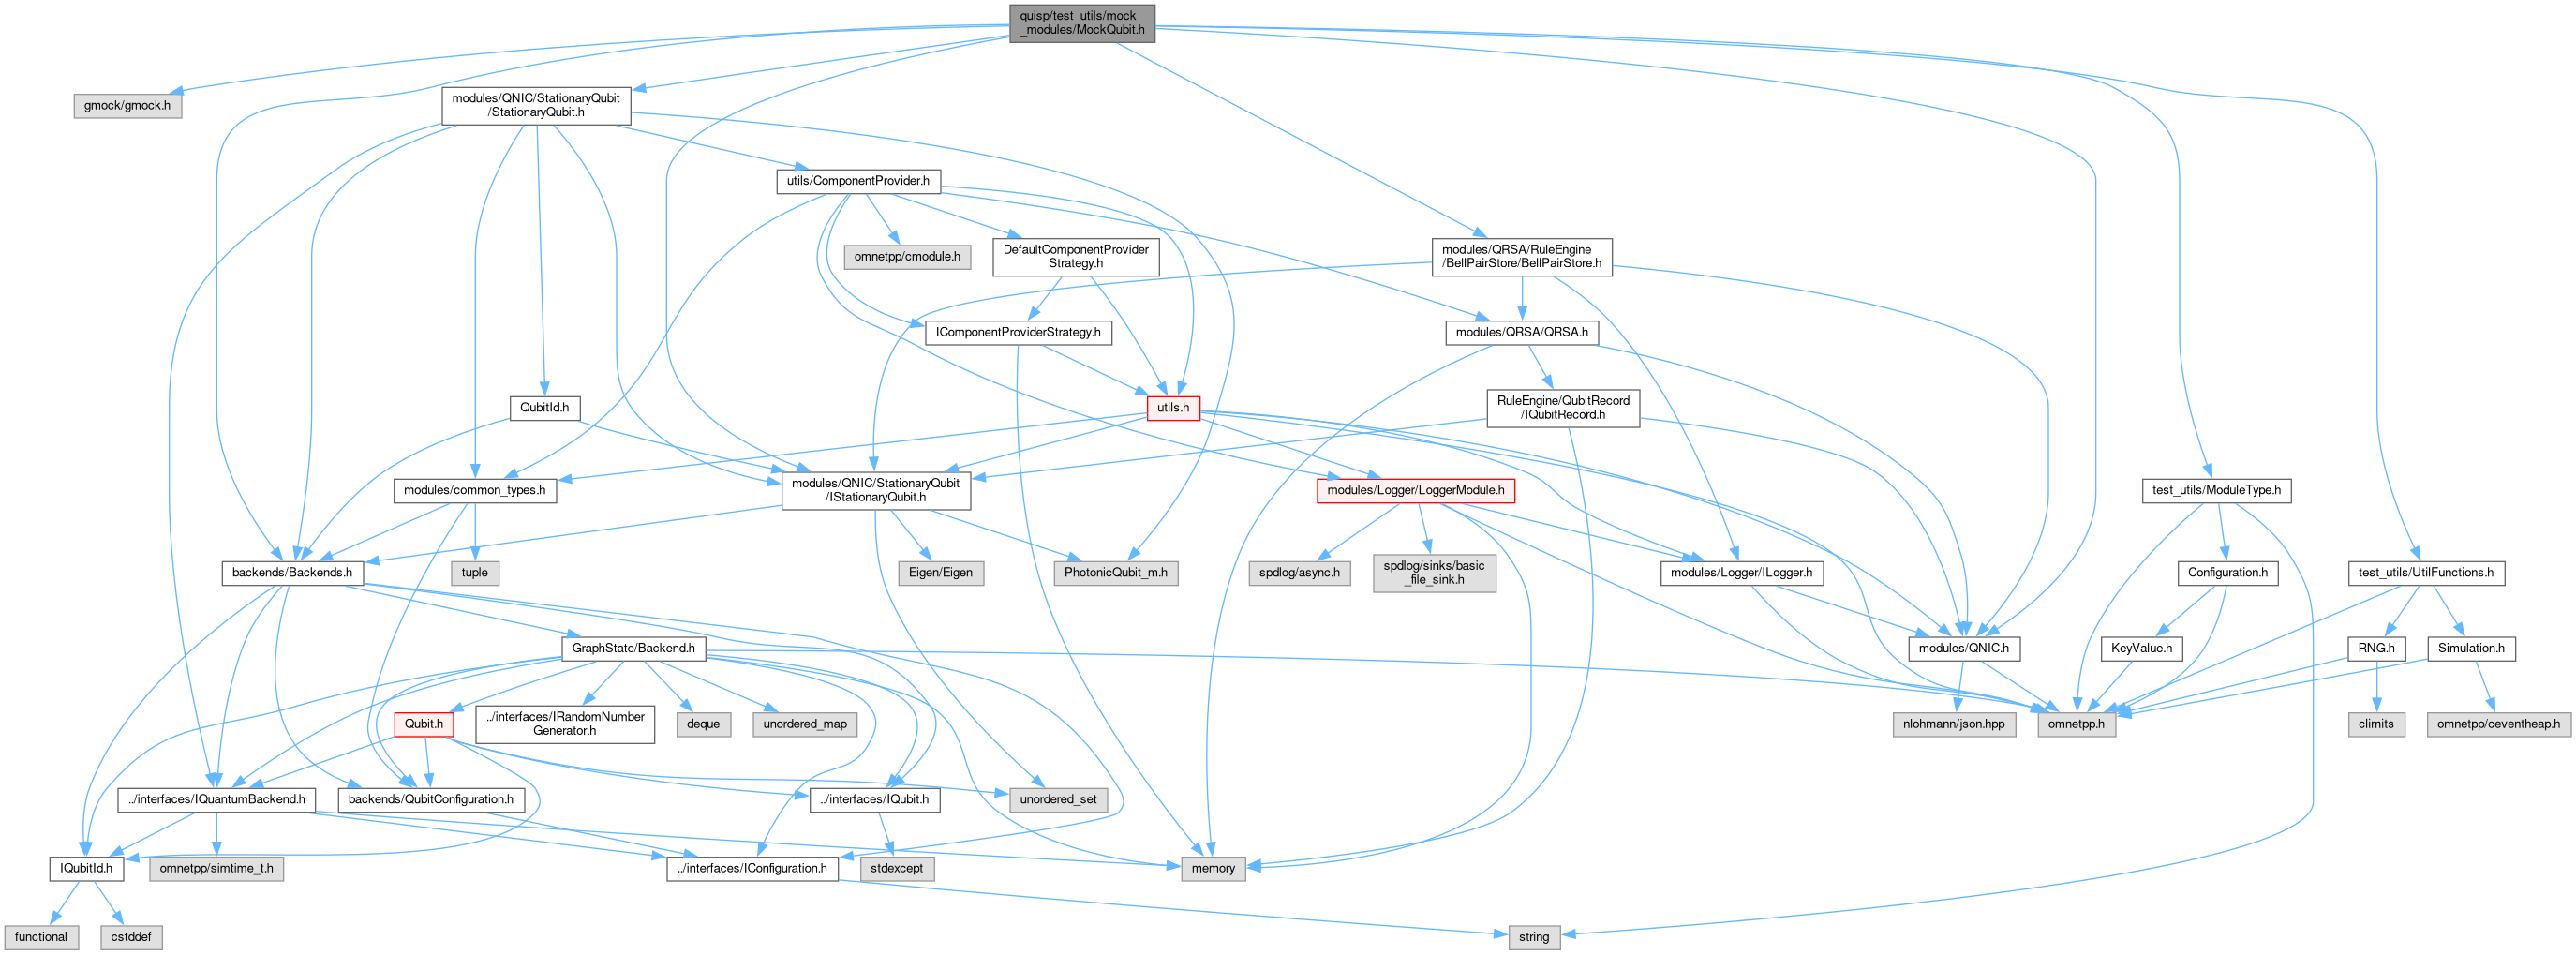 quisp/test_utils/mock
_modules/MockQubit.h
gmock/gmock.h
modules/QNIC/StationaryQubit
/StationaryQubit.h
utils/ComponentProvider.h
omnetpp/cmodule.h
DefaultComponentProvider
Strategy.h
modules/QRSA/RuleEngine
/BellPairStore/BellPairStore.h
IComponentProviderStrategy.h
modules/QRSA/QRSA.h
QubitId.h
utils.h
RuleEngine/QubitRecord
/IQubitRecord.h
modules/common_types.h
modules/QNIC/StationaryQubit
/IStationaryQubit.h
modules/Logger/LoggerModule.h
test_utils/ModuleType.h
backends/Backends.h
tuple
Eigen/Eigen
PhotonicQubit_m.h
spdlog/async.h
spdlog/sinks/basic
_file_sink.h
modules/Logger/ILogger.h
Configuration.h
test_utils/UtilFunctions.h
GraphState/Backend.h
modules/QNIC.h
KeyValue.h
RNG.h
Simulation.h
Qubit.h
../interfaces/IRandomNumber
Generator.h
deque
unordered_map
nlohmann/json.hpp
omnetpp.h
climits
omnetpp/ceventheap.h
../interfaces/IQuantumBackend.h
backends/QubitConfiguration.h
../interfaces/IQubit.h
unordered_set
IQubitId.h
omnetpp/simtime_t.h
../interfaces/IConfiguration.h
stdexcept
memory
functional
cstddef
string